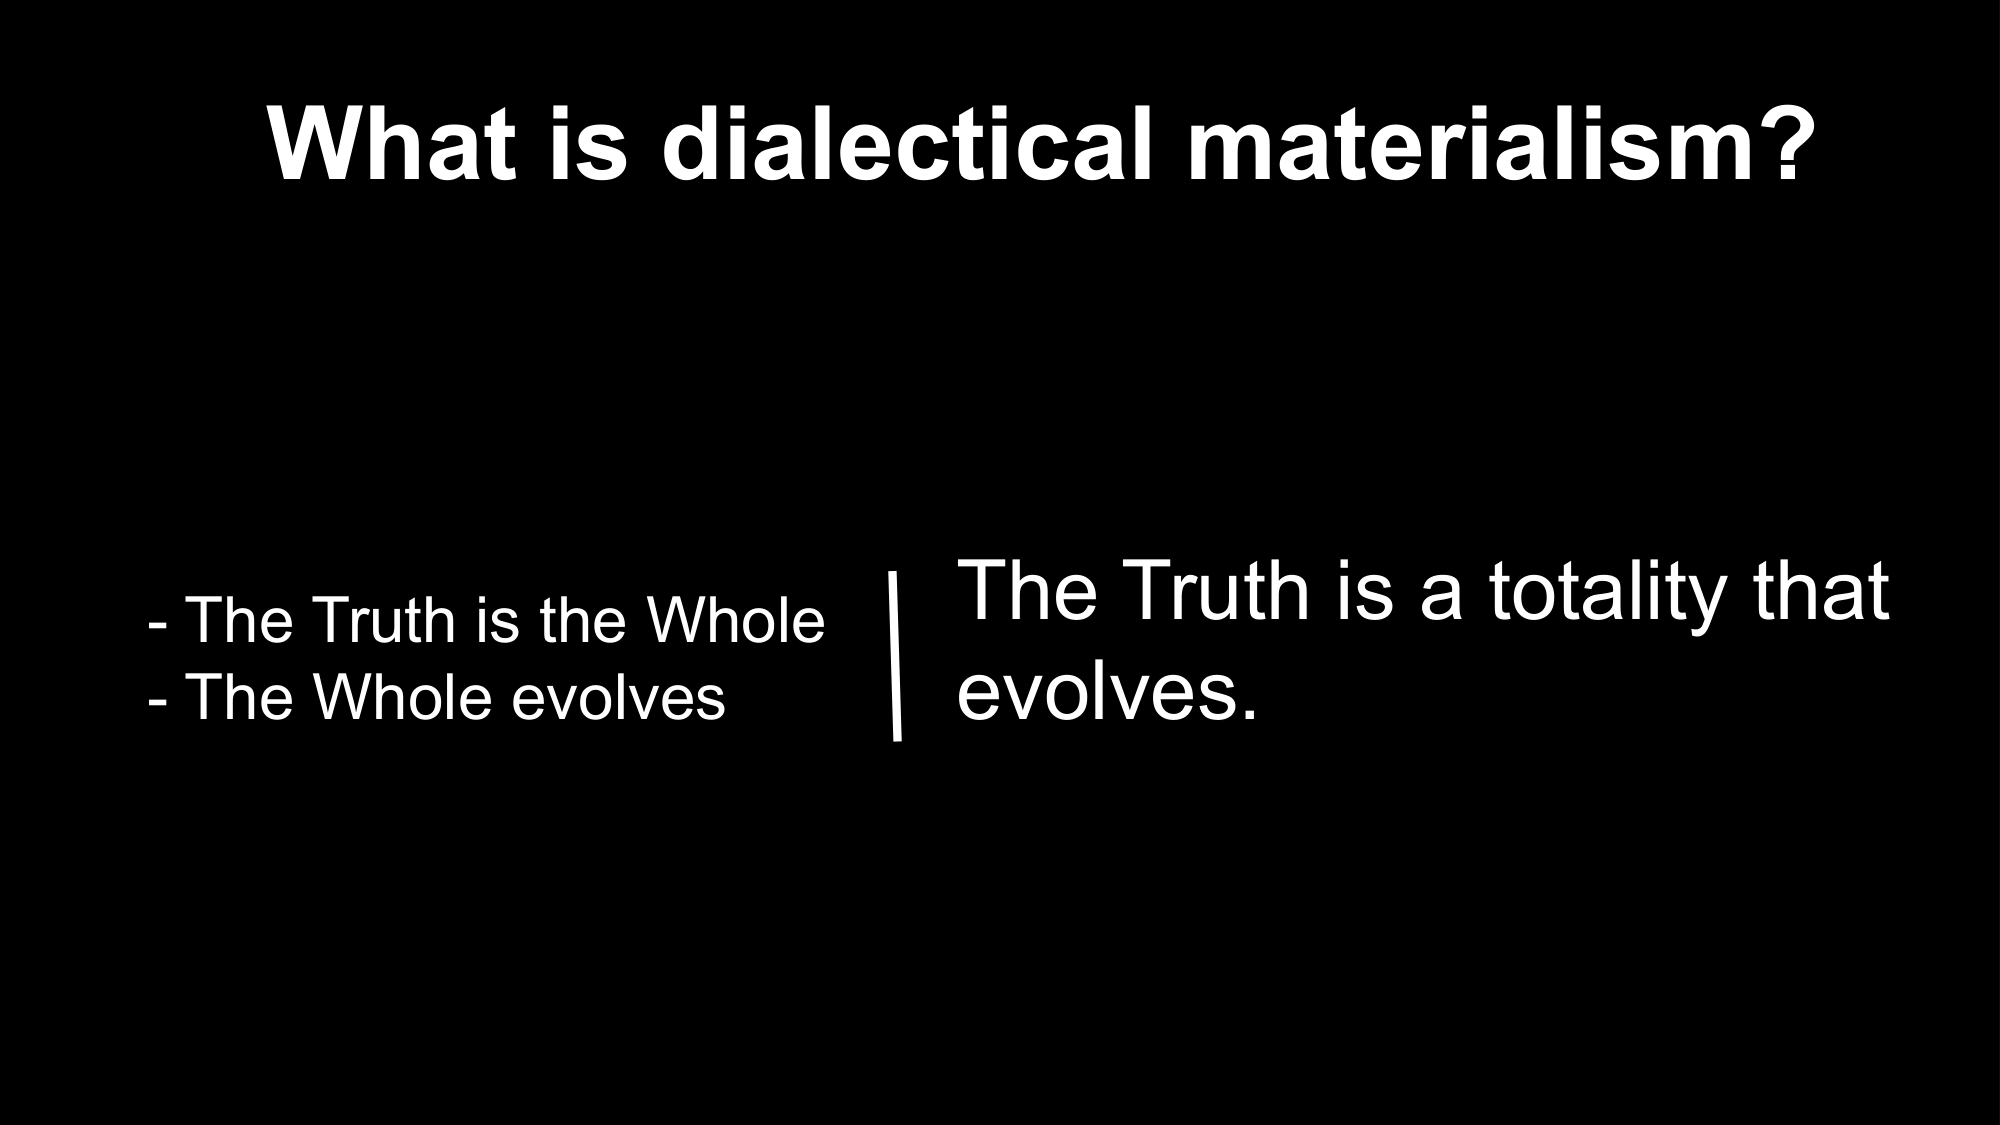 What is dialectical materialism?
- The Truth is the Whole
- The Whole evolves
The Truth is a totality that
evolves.